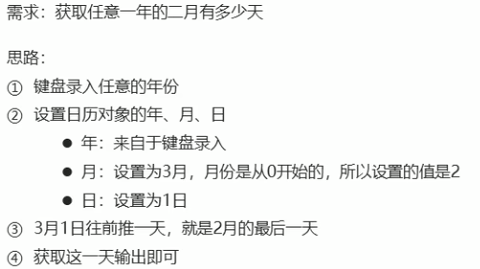 需求：获取任意一年的二月有多少天
思路：
① 键盘录入任意的年份
② 设置日历对象的年、月、日
● 年：来自于键盘录入
● 月：设置为3月，月份是从0开始的，所以设置的值是2
● 日：设置为1日
③ 3月1日往前推一天，就是2月的最后一天
④ 获取这一天输出即可